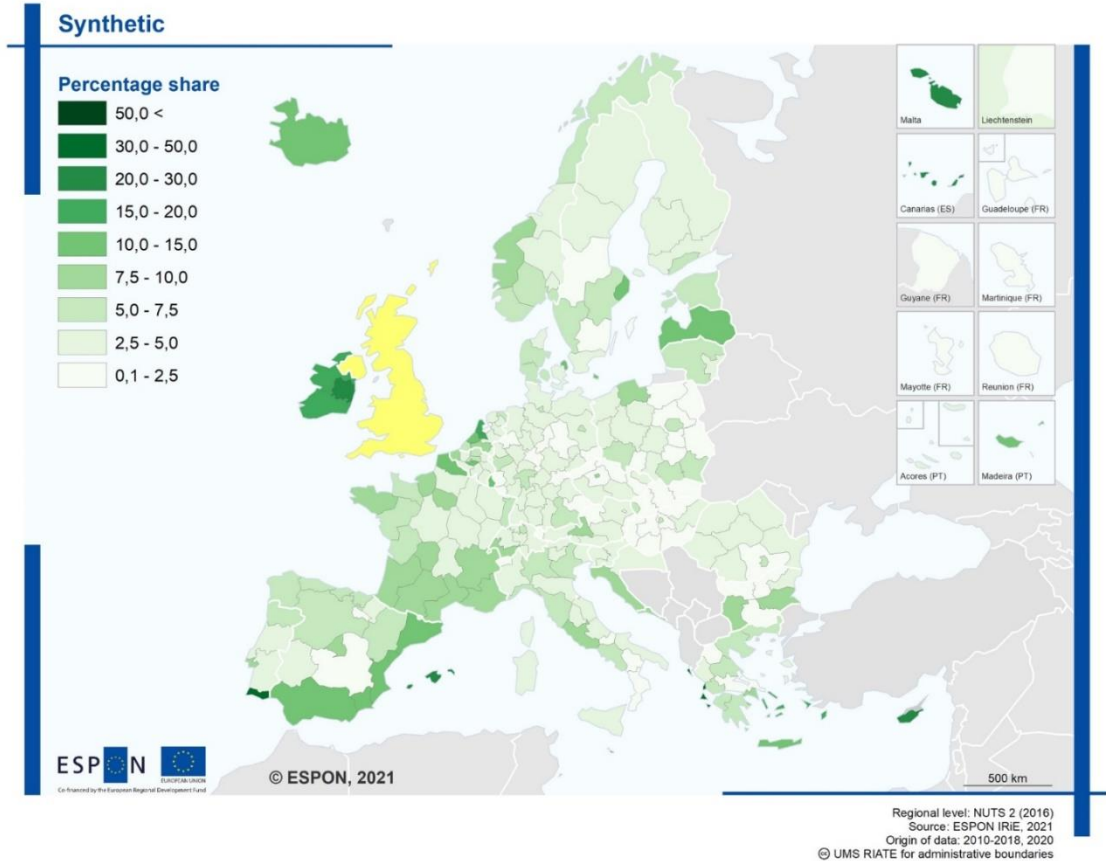 Synthetic
Percentage share
50,0 <
30,0 - 50,0
20,0 - 30,0
15,0 - 20,0
10,0 - 15,0
7,5 - 10,0
5,0 - 7,5
2,5 - 5,0
0,1 - 2,5
Malta
Liechtenstein
Canarias (ES)
Guadeloupe (FR)
Guyane (FR)
Martinique (FR)
Mayotte (FR)
Reunion (FR)
Acores (PT)
Madeira (PT)
ESPON
EUROPEAN UNION
Co-financed by the European Regional Development Fund
© ESPON, 2021
500 km
Regional level: NUTS 2 (2016)
Source: ESPON IRiE, 2021
Origin of data: 2010-2018, 2020
UMS RIATE for administrative boundaries